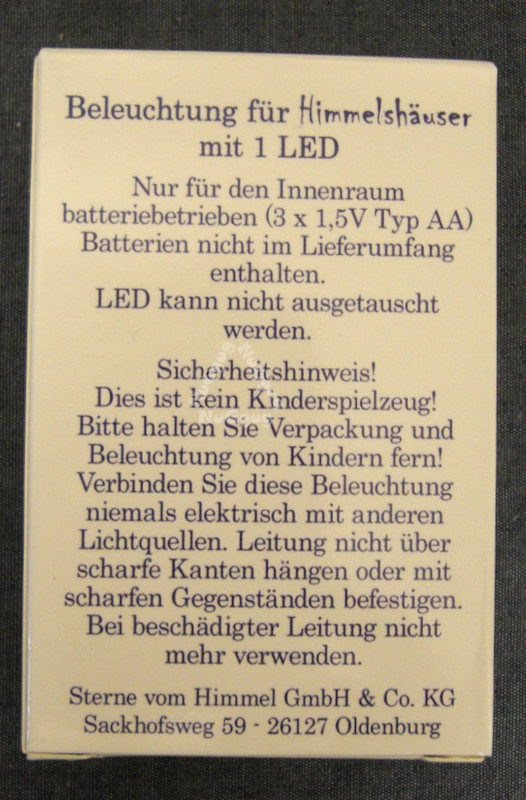 Beleuchtung für Himmelshäuser
mit 1 LED
Nur für den Innenraum
batteriebetrieben (3 x 1,5V Typ AA)
Batterien nicht im Lieferumfang
enthalten.
LED kann nicht ausgetauscht
werden.
Sicherheitshinweis!
Dies ist kein Kinderspielzeug!
Bitte halten Sie Verpackung und
Beleuchtung von Kindern fern!
Verbinden Sie diese Beleuchtung
niemals elektrisch mit anderen
Lichtquellen. Leitung nicht über
scharfe Kanten hängen oder mit
scharfen Gegenständen befestigen.
Bei beschädigter Leitung nicht
mehr verwenden.
Sterne vom Himmel GmbH & Co. KG
Sackhofsweg 59 - 26127 Oldenburg